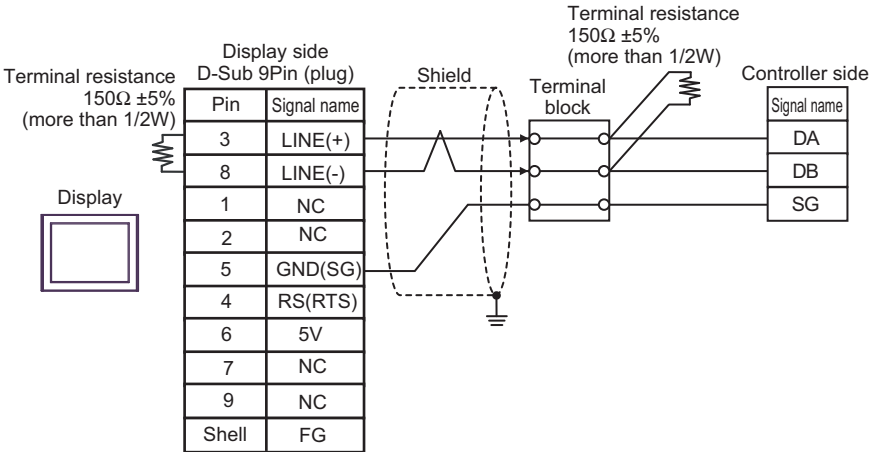 Terminal resistance
150Ω ±5%
(more than 1/2W)
Display side
D-Sub 9Pin (plug)
Terminal resistance
150Ω ±5%
(more than 1/2W)
Shield
Terminal
block
Controller side
Pin Signal name
Signal name
3 LINE(+)
DA
8 LINE(-)
DB
Display
1 NC
SG
2 NC
5 GND(SG)
4 RS(RTS)
6 5V
7 NC
9 NC
Shell FG